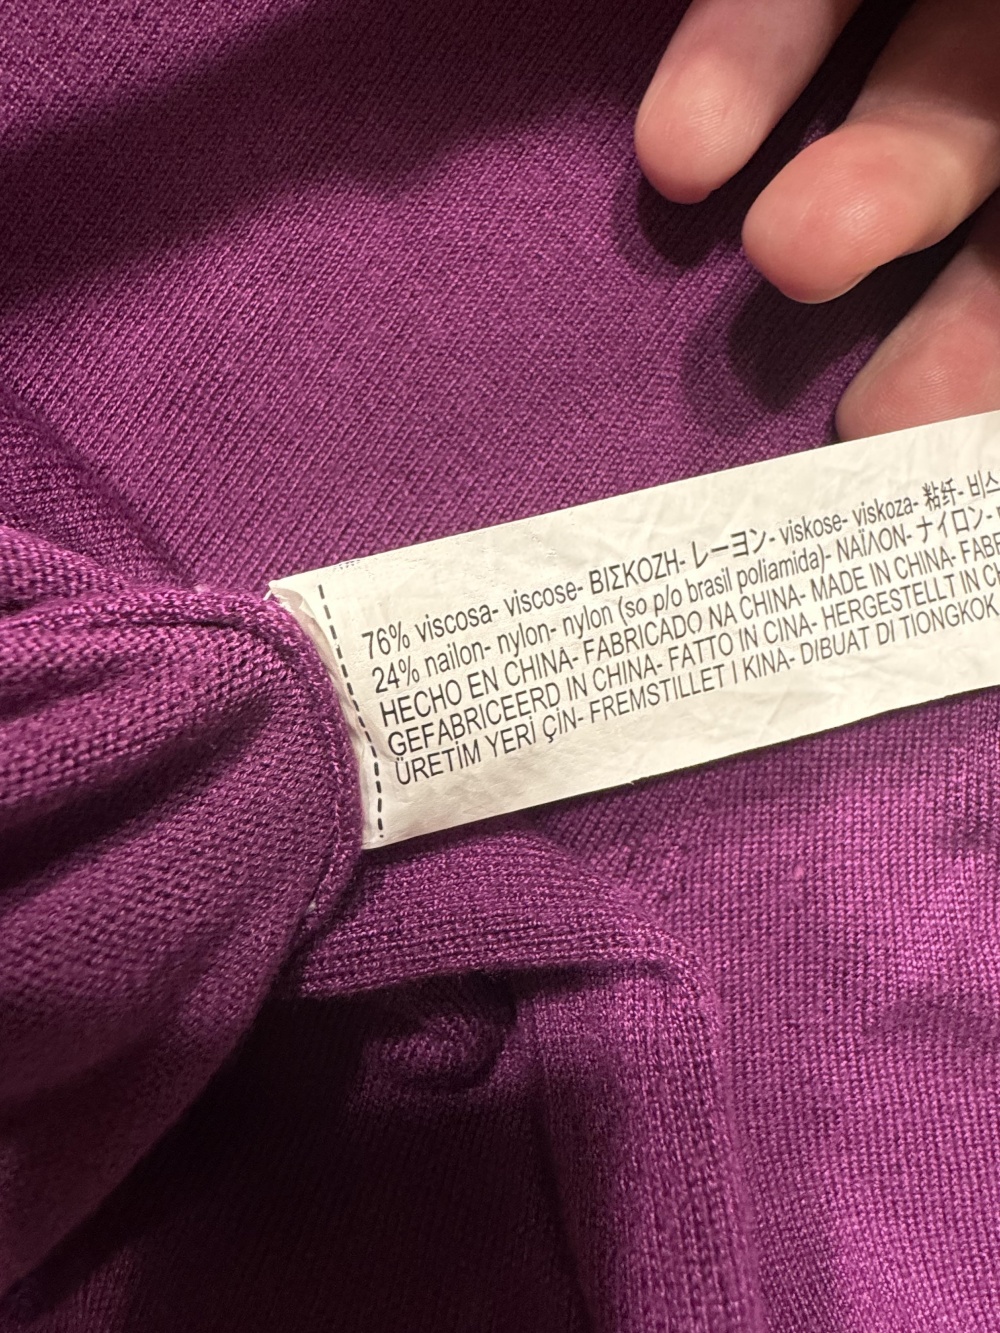 76% viscosa- viscose- ΒΙΣΚΟΖΗ- レーヨン- viskose- viskoza- 粘纤- 비스
24% nailon- nylon- nylon (so p/o brasil poliamida)- ΝΑΪΛΟΝ- ナイロン-
HECHO EN CHINA- FABRICADO NA CHINA- MADE IN CHINA- FABR
GEFABRICEERD IN CHINA- FATTO IN CINA- HERGESTELLT IN CH
ÜRETİM YERİ ÇİN- FREMSTILLET I KINA- DIBUAT DI TIONGKOK